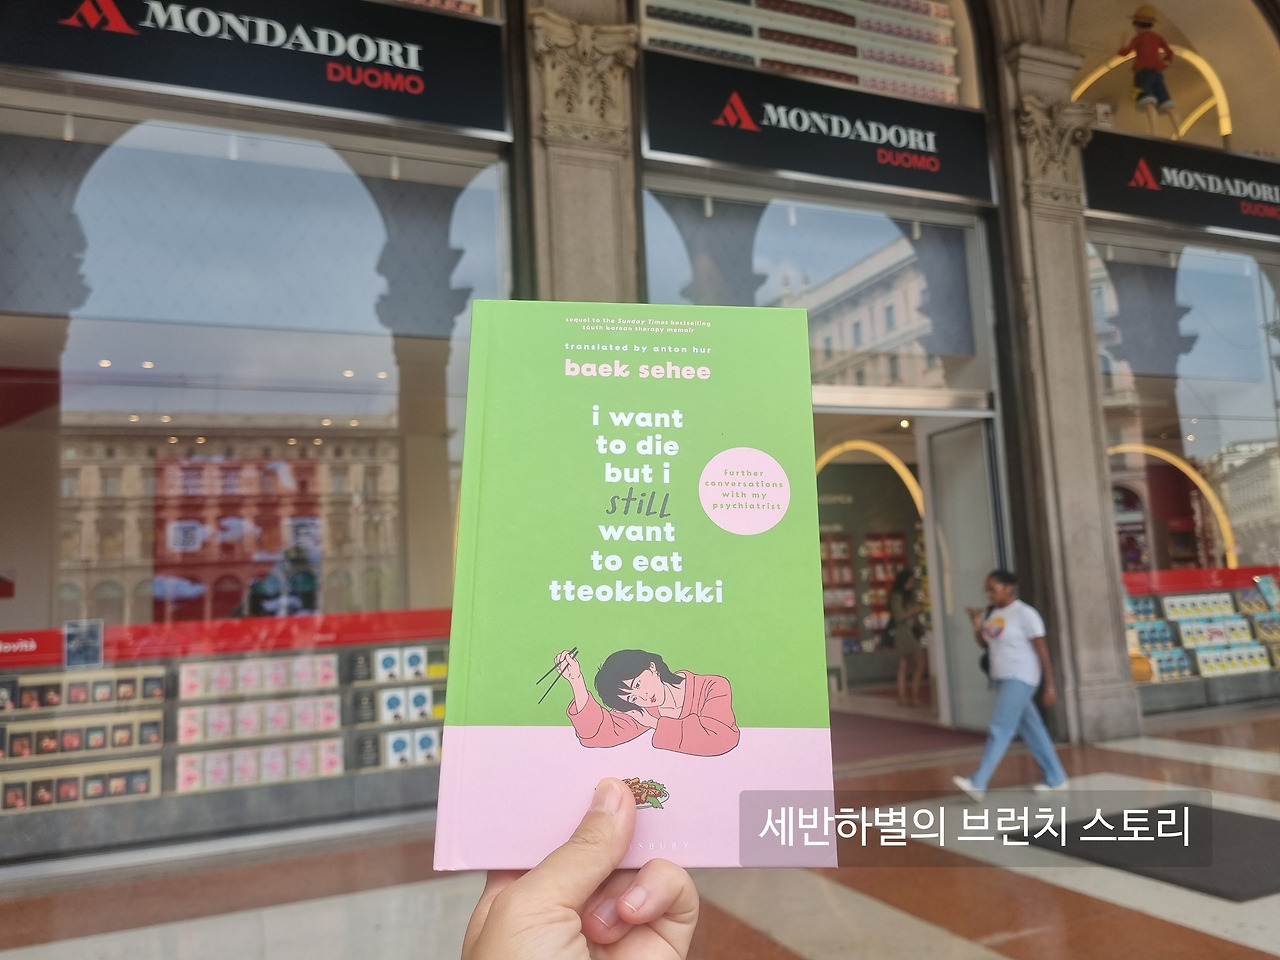 MONDADORI
DUOMO
MONDADORI
DUOMO
MONDADORI
DUOMO
sequel to the Sunday Times bestselling
south korean therapy memoir
translated by anton hur
baek sehee
i want
to die
but i
still
want
to eat
tteokbokki
further
conversations
with my
psychiatrist
Novità
세반하별의 브런치 스토리